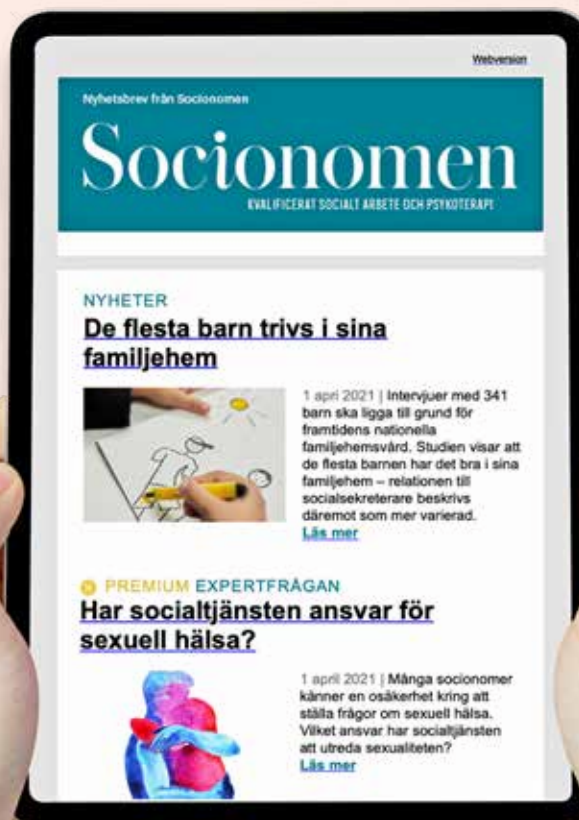 Webversion
Nyhetsbrev från Socionomen
Socionomen
KVALIFICERAT SOCIALT ARBETE OCH PSYKOTERAPI
NYHETER
De flesta barn trivs i sina
familjehem
1 april 2021 | Intervjuer med 341
barn ska ligga till grund för
framtidens nationella
familjehemsvård. Studien visar att
de flesta barnen har det bra i sina
familjehem – relationen till
socialsekreterare beskrivs
däremot som mer varierad.
Läs mer
PREMIUM EXPERTFRÅGAN
Har socialtjänsten ansvar för
sexuell hälsa?
1 april 2021 | Många socionomer
känner en osäkerhet kring att
ställa frågor om sexuell hälsa.
Vilket ansvar har socialtjänsten
att utreda sexualiteten?
Läs mer